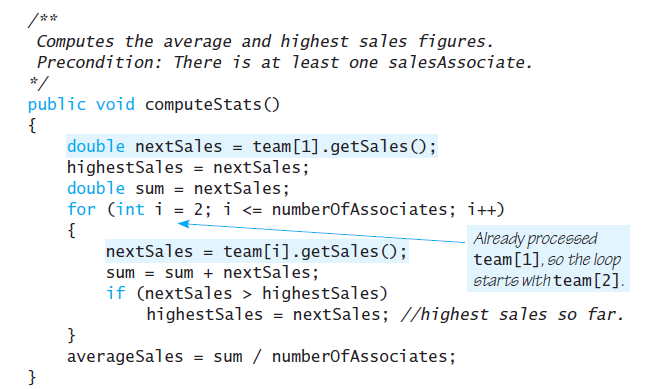 /**
Computes the average and highest sales figures.
Precondition: There is at least one salesAssociate.
*/
public void computeStats()
{
double nextSales = team[1].getSales();
highestSales = nextSales;
double sum = nextSales;
for (int i = 2; i <= numberOfAssociates; i++)
{
nextSales = team[i].getSales();
sum = sum + nextSales;
if (nextSales > highestSales)
highestSales = nextSales; //highest sales so far.
}
averageSales = sum / numberOfAssociates;
}
Already processed
team[1], so the loop
starts with team[2].